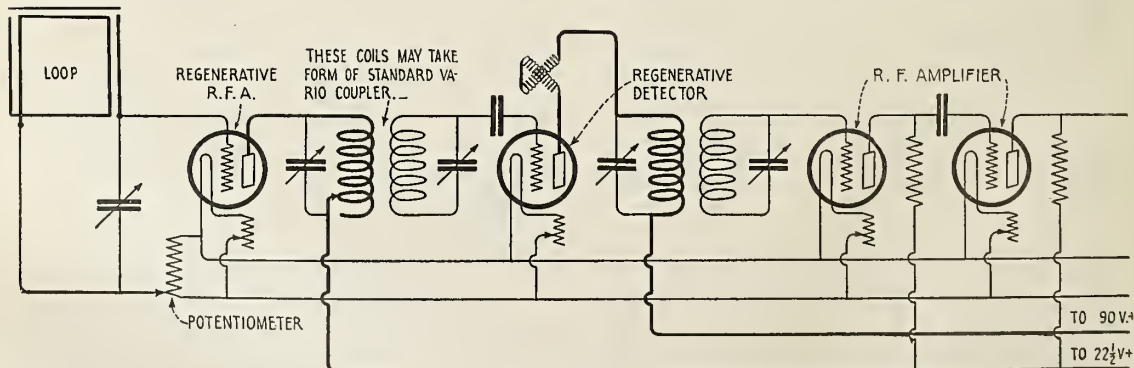 LOOP
REGENERATIVE
R.F.A.
THESE COILS MAY TAKE
FORM OF STANDARD VA-
RIO COUPLER._
REGENERATIVE
DETECTOR
R. F. AMPLIFIER
POTENTIOMETER
TO 90 V.+
TO 22½V+